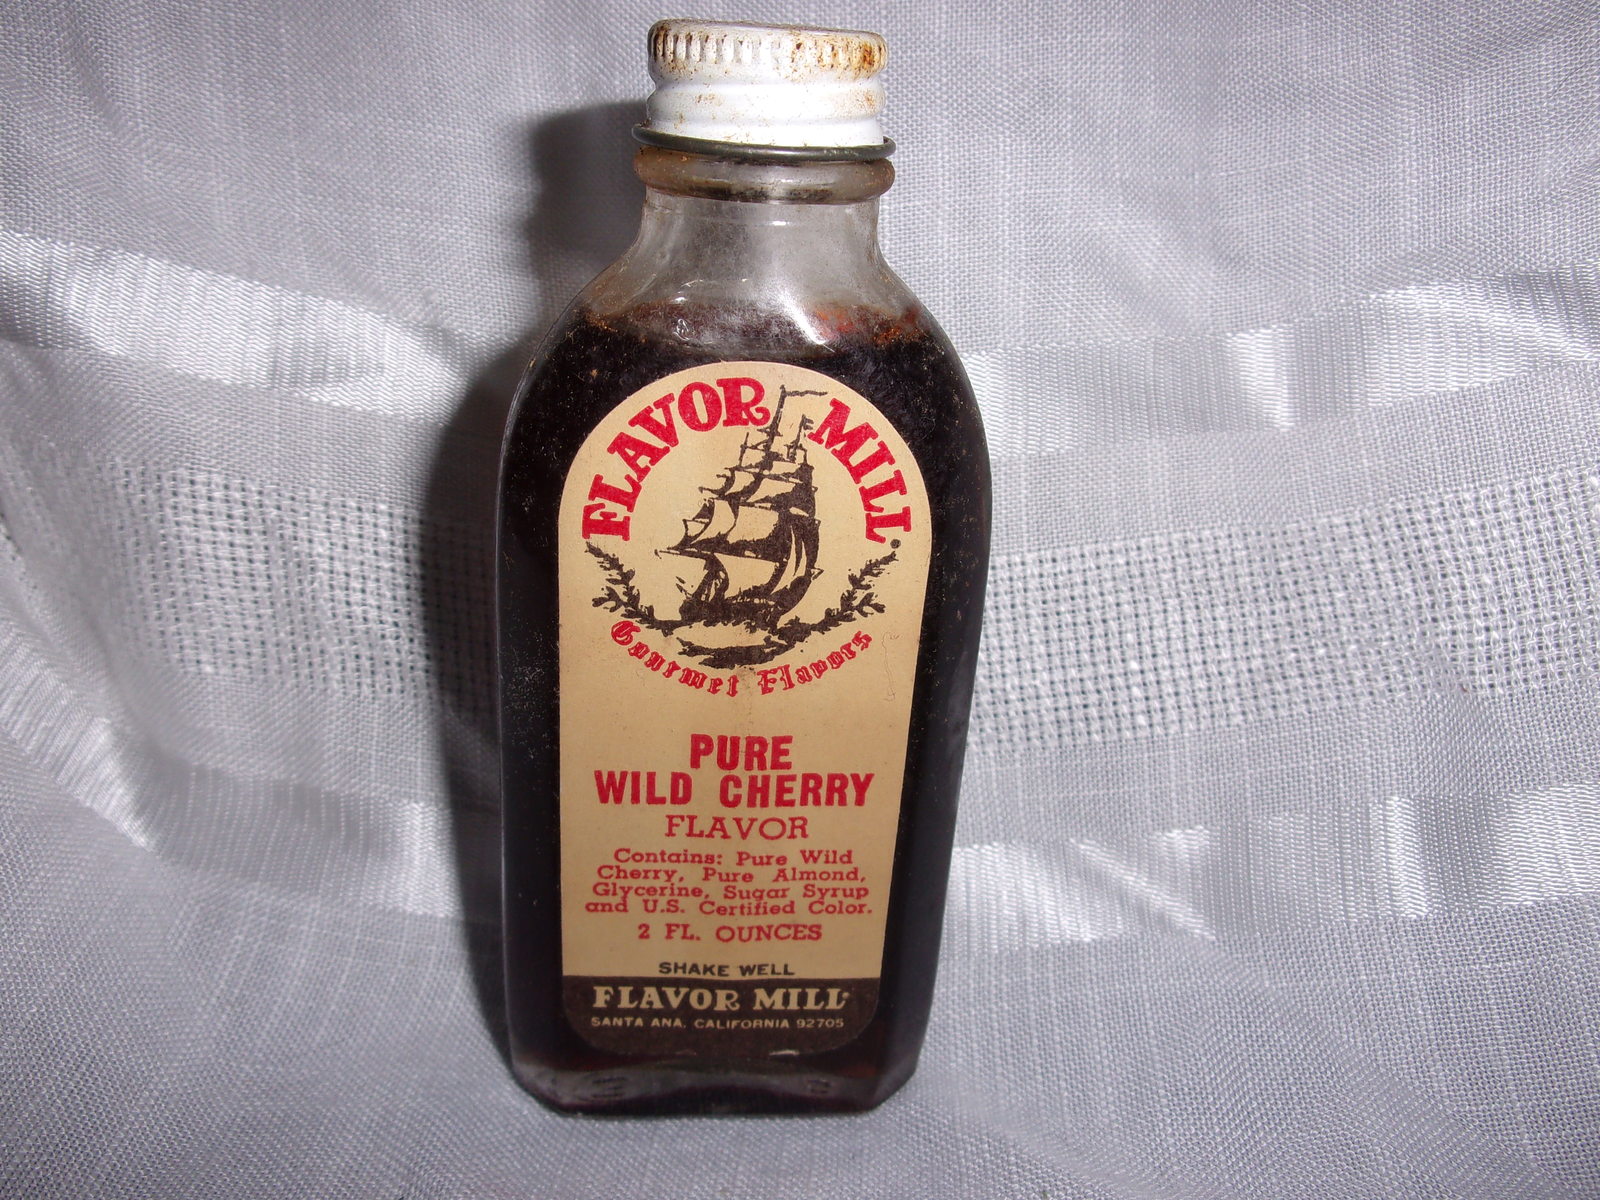 FLAVOR MILL.
Gourmet Flavors
PURE
WILD CHERRY
FLAVOR
Contains: Pure Wild
Cherry, Pure Almond,
Glycerine, Sugar Syrup
and U.S. Certified Color.
2 FL. OUNCES
SHAKE WELL
FLAVOR MILL
SANTA ANA, CALIFORNIA 92705